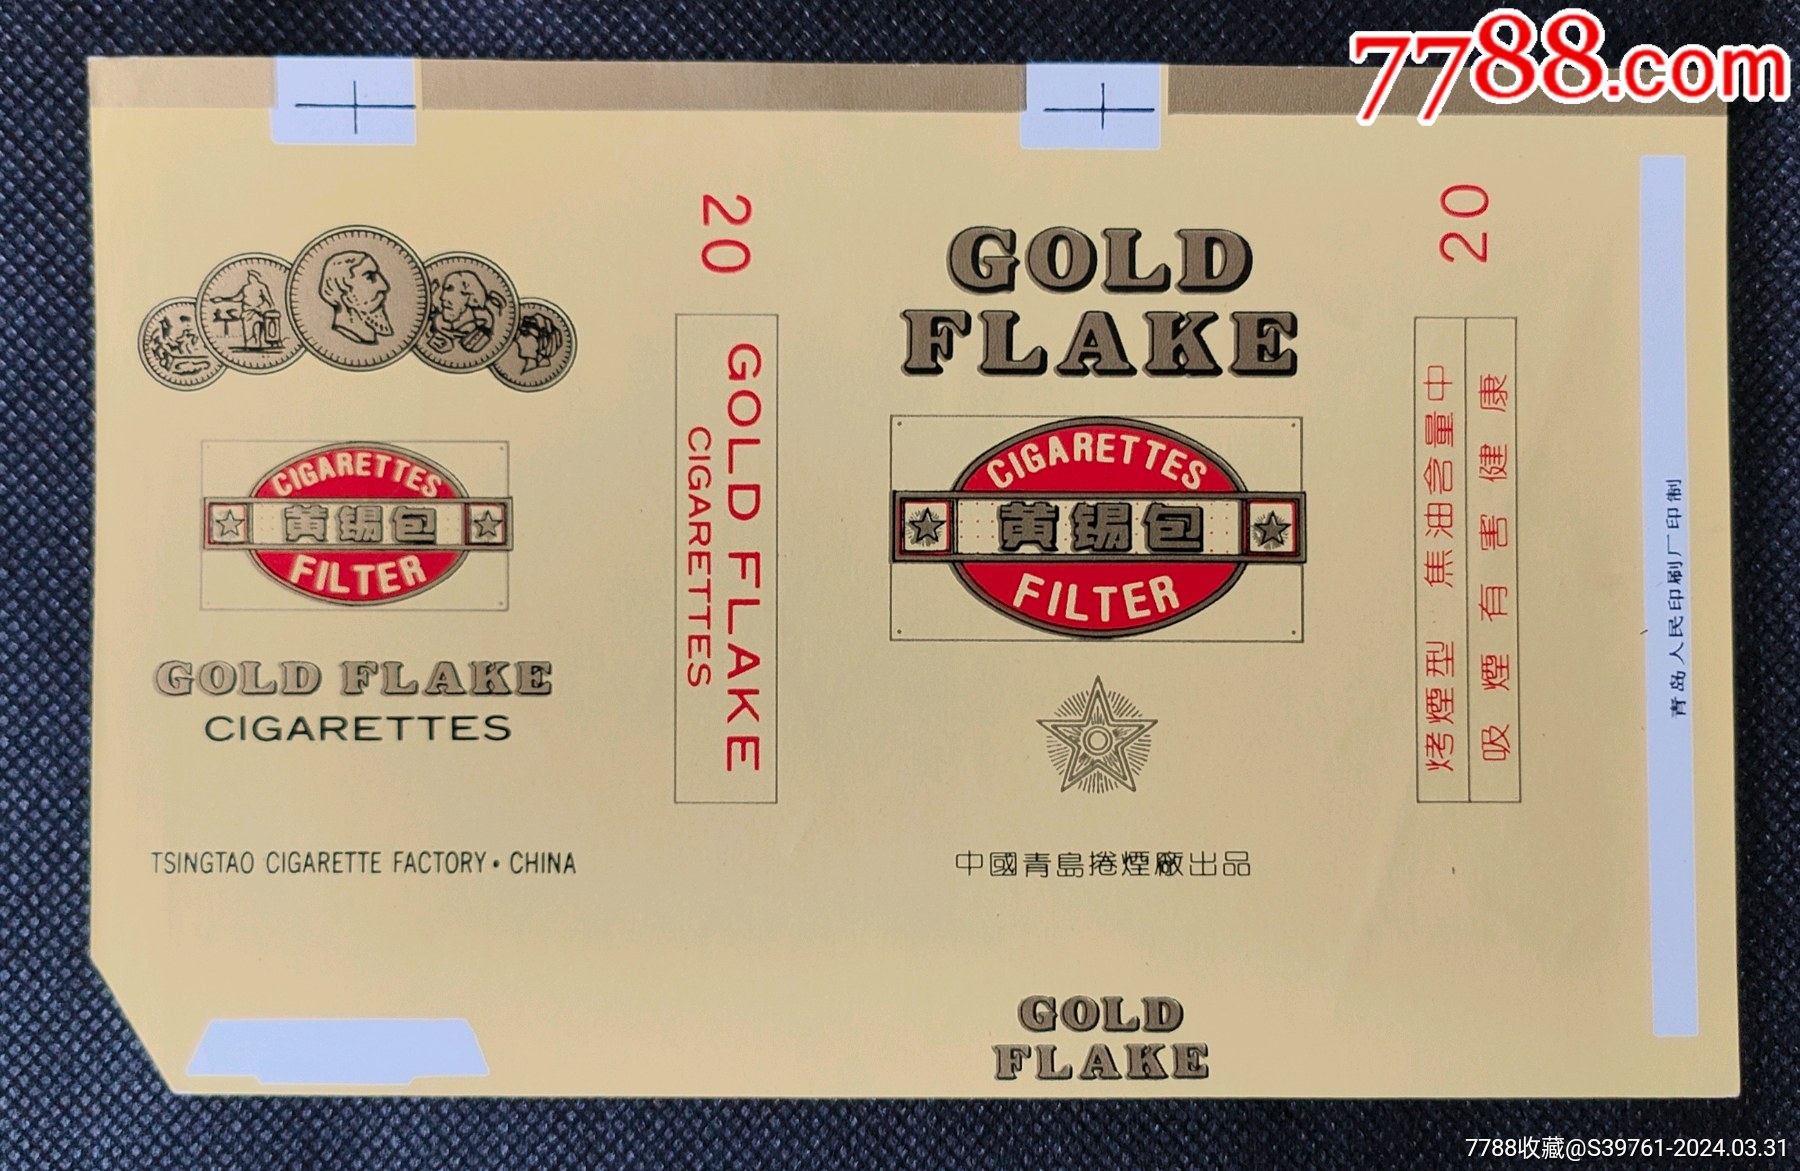 7788.com
CIGARETTES
黄锡包
FILTER
GOLD FLAKE
CIGARETTES
TSINGTAO CIGARETTE FACTORY • CHINA
20
GOLD FLAKE
CIGARETTES
GOLD
FLAKE
CIGARETTES
黄锡包
FILTER
中國青島捲煙廠出品
GOLD
FLAKE
20
烤煙型 焦油含量中
吸煙有害健康
青岛人民印刷厂印制
7788收藏@S39761-2024.03.31